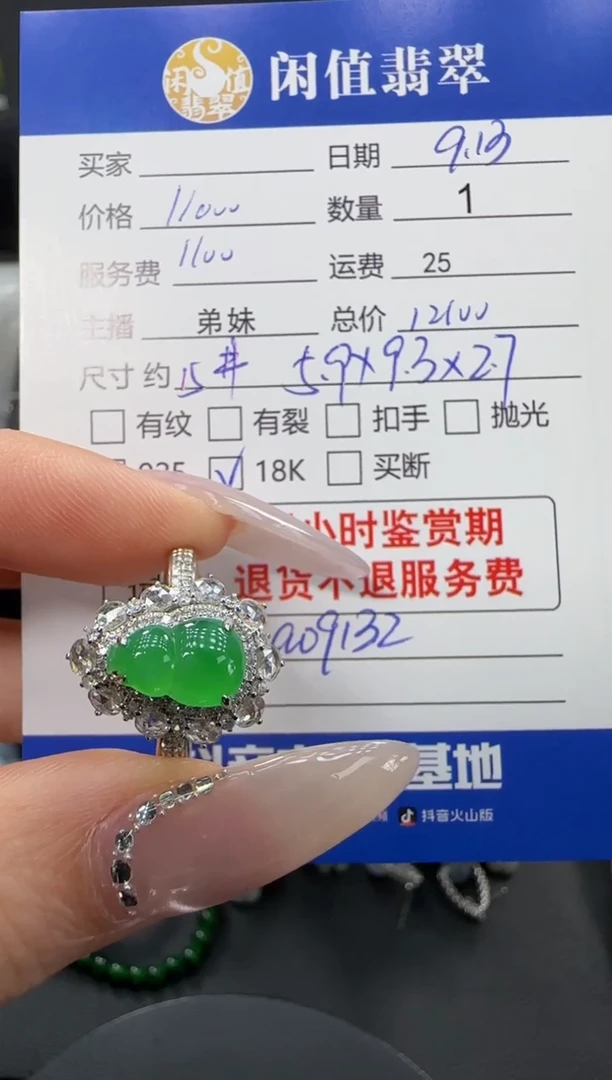 闲值翡翠
闲值翡翠
买家 日期 9.13
价格 11000 数量 1
服务费 1100 运费 25
主播 弟妹 总价 12100
尺寸 约 15# 5.9×9.3×2.7
有纹 有裂 扣手 抛光
925 √ 18K 买断
小时鉴赏期
退货不退服务费
a09132
基地
抖音火山版